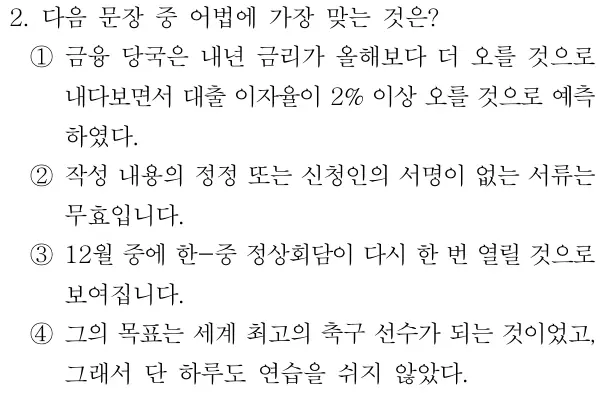 2. 다음 문장 중 어법에 가장 맞는 것은?
① 금융 당국은 내년 금리가 올해보다 더 오를 것으로
내다보면서 대출 이자율이 2% 이상 오를 것으로 예측
하였다.
② 작성 내용의 정정 또는 신청인의 서명이 없는 서류는
무효입니다.
③ 12월 중에 한-중 정상회담이 다시 한 번 열릴 것으로
보여집니다.
④ 그의 목표는 세계 최고의 축구 선수가 되는 것이었고,
그래서 단 하루도 연습을 쉬지 않았다.